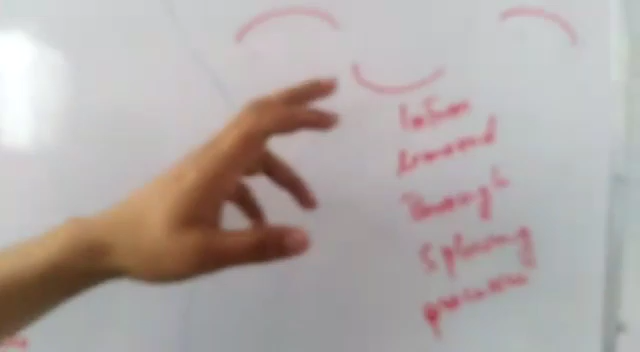 Intron
removed
Through
Splicing
process